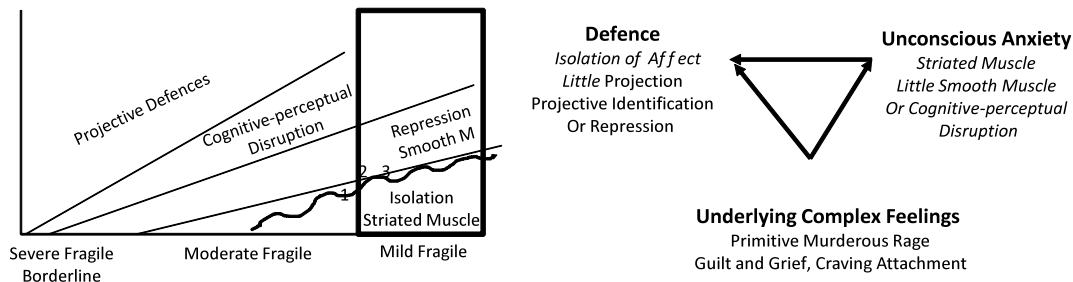 Projective Defences
Cognitive-perceptual
Disruption
Repression
Smooth M
2
3
1
Isolation
Striated Muscle
Severe Fragile
Borderline
Moderate Fragile
Mild Fragile
Defence
Isolation of Affect
Little Projection
Projective Identification
Or Repression
Unconscious Anxiety
Striated Muscle
Little Smooth Muscle
Or Cognitive-perceptual
Disruption
Underlying Complex Feelings
Primitive Murderous Rage
Guilt and Grief, Craving Attachment